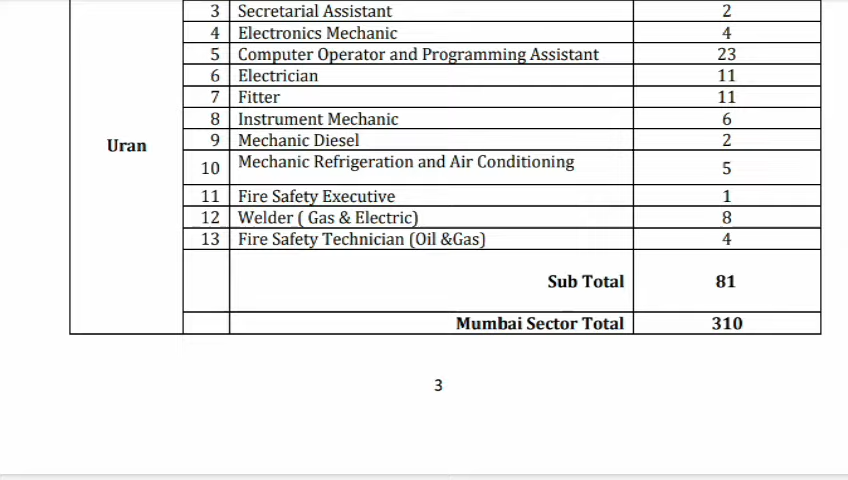 3 Secretarial Assistant 2
4 Electronics Mechanic 4
5 Computer Operator and Programming Assistant 23
6 Electrician 11
7 Fitter 11
8 Instrument Mechanic 6
Uran 9 Mechanic Diesel 2
10 Mechanic Refrigeration and Air Conditioning 5
11 Fire Safety Executive 1
12 Welder ( Gas & Electric) 8
13 Fire Safety Technician (Oil &Gas) 4
Sub Total 81
Mumbai Sector Total 310
3